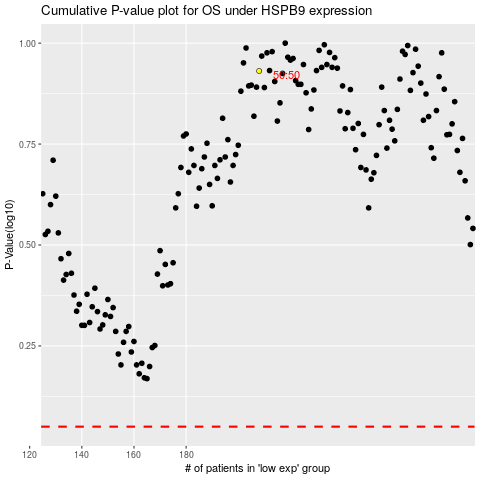 Cumulative P-value plot for OS under HSPB9 expression
P-Value(log10)
1.00
0.75
0.50
0.25
50:50
120 140 160 180
# of patients in 'low exp' group